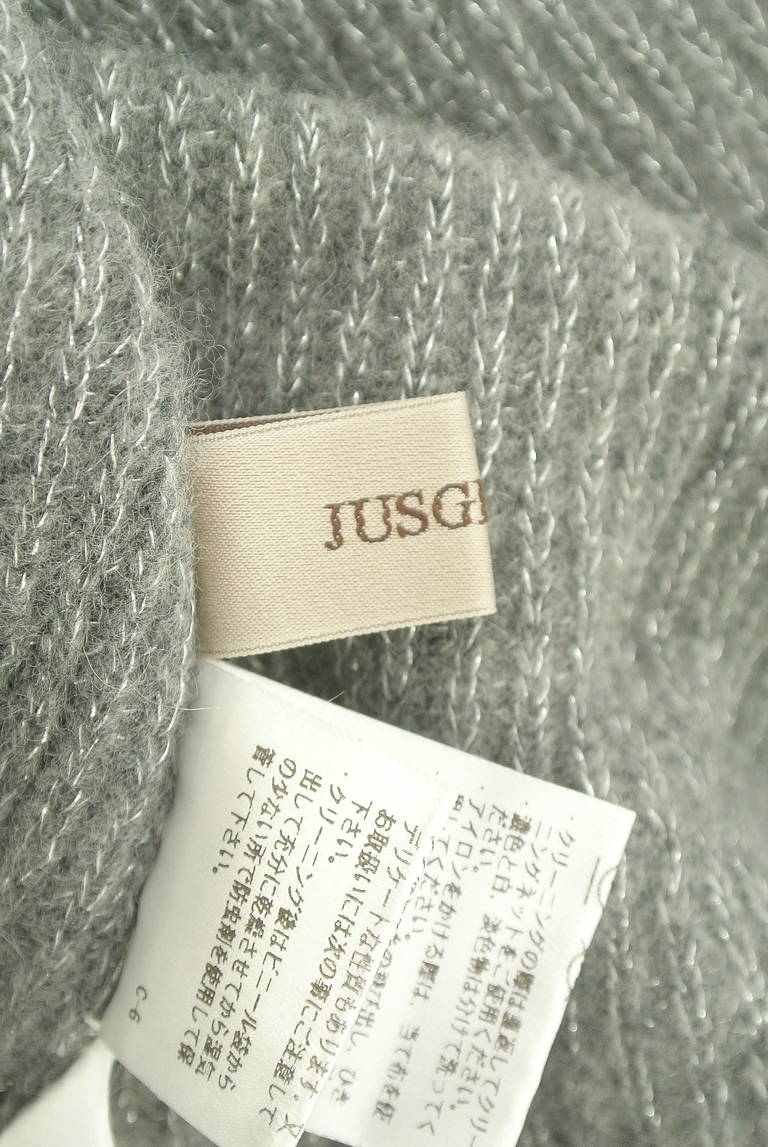 JUSGL
・クリーニングの際は裏返してクリー
ニングネットをご使用ください。
・濃色と白、淡色物は分けて洗ってく
ださい。
アイロンをかける際は、当て布を使
用してください。
デリケートな性質もあります。又
お取扱いには次の事にご注意して
下さい。
・クリーニング後はビニール袋から
出して充分に乾燥させてから湿気
の少ない所で防虫剤を使用して保
管して下さい。
C-6